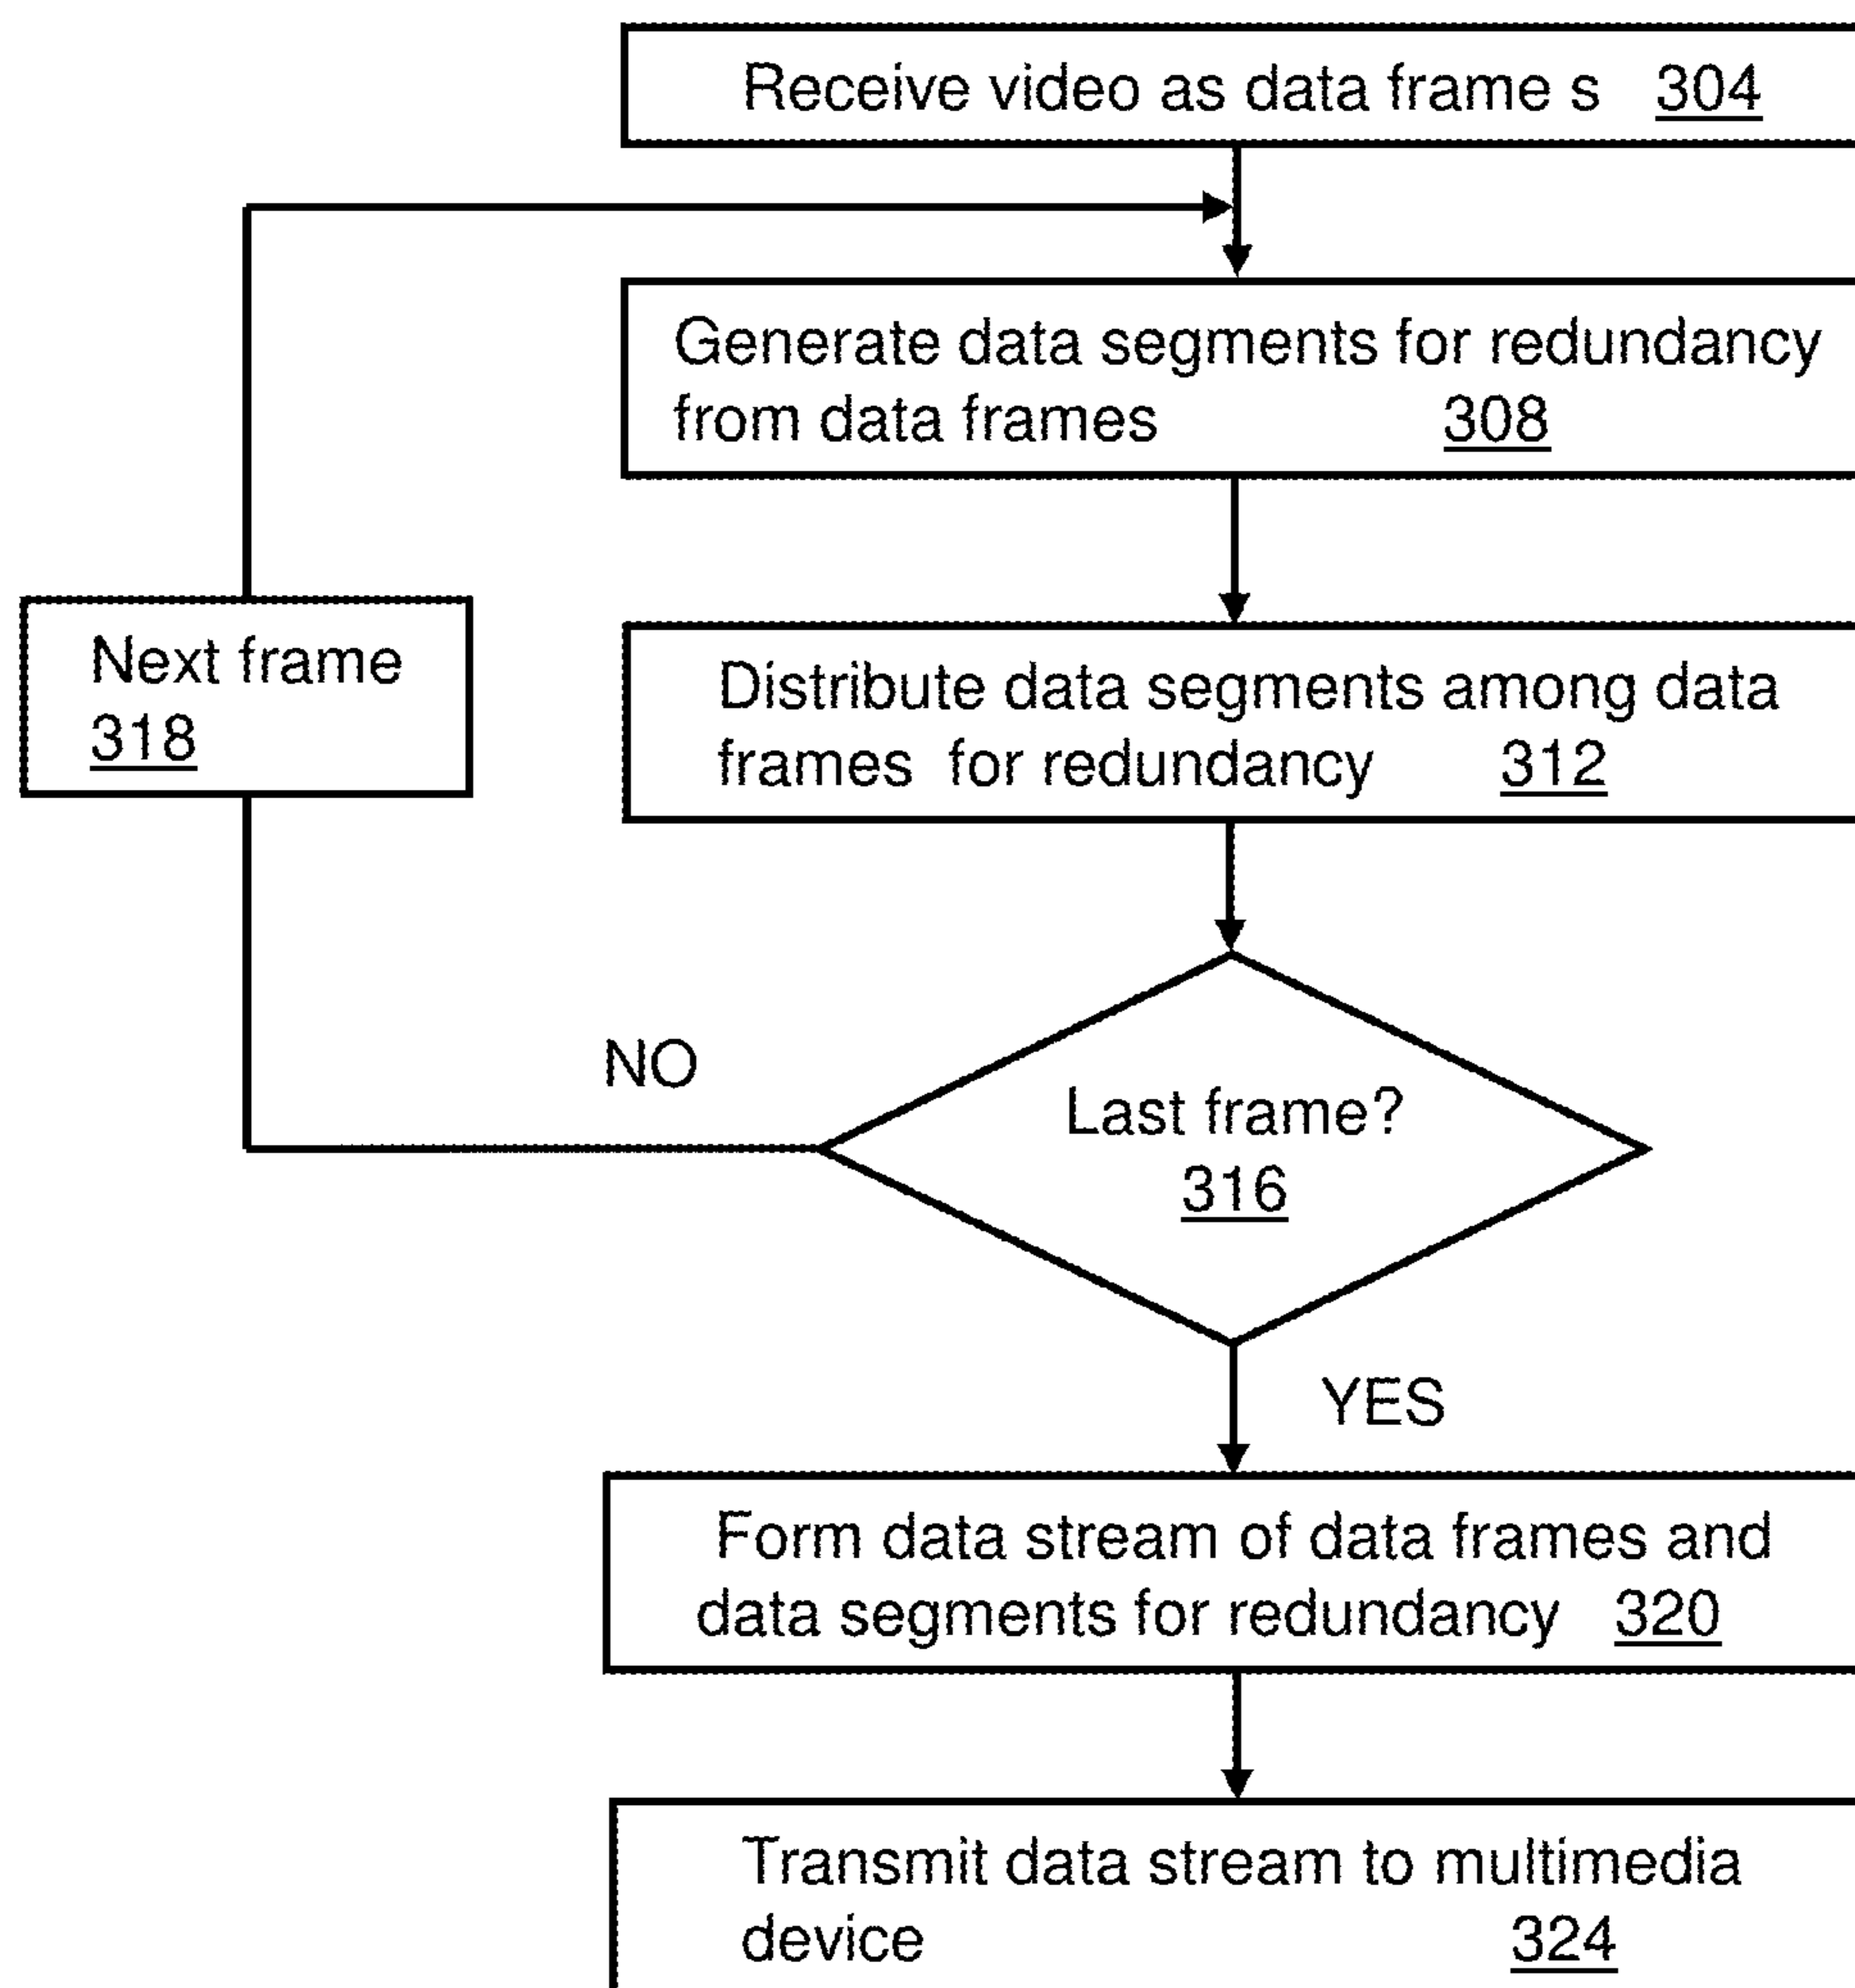 Receive video as data frame s 304
Generate data segments for redundancy
from data frames 308
Next frame
318
Distribute data segments among data
frames for redundancy 312
NO
Last frame?
316
YES
Form data stream of data frames and
data segments for redundancy 320
Transmit data stream to multimedia
device 324